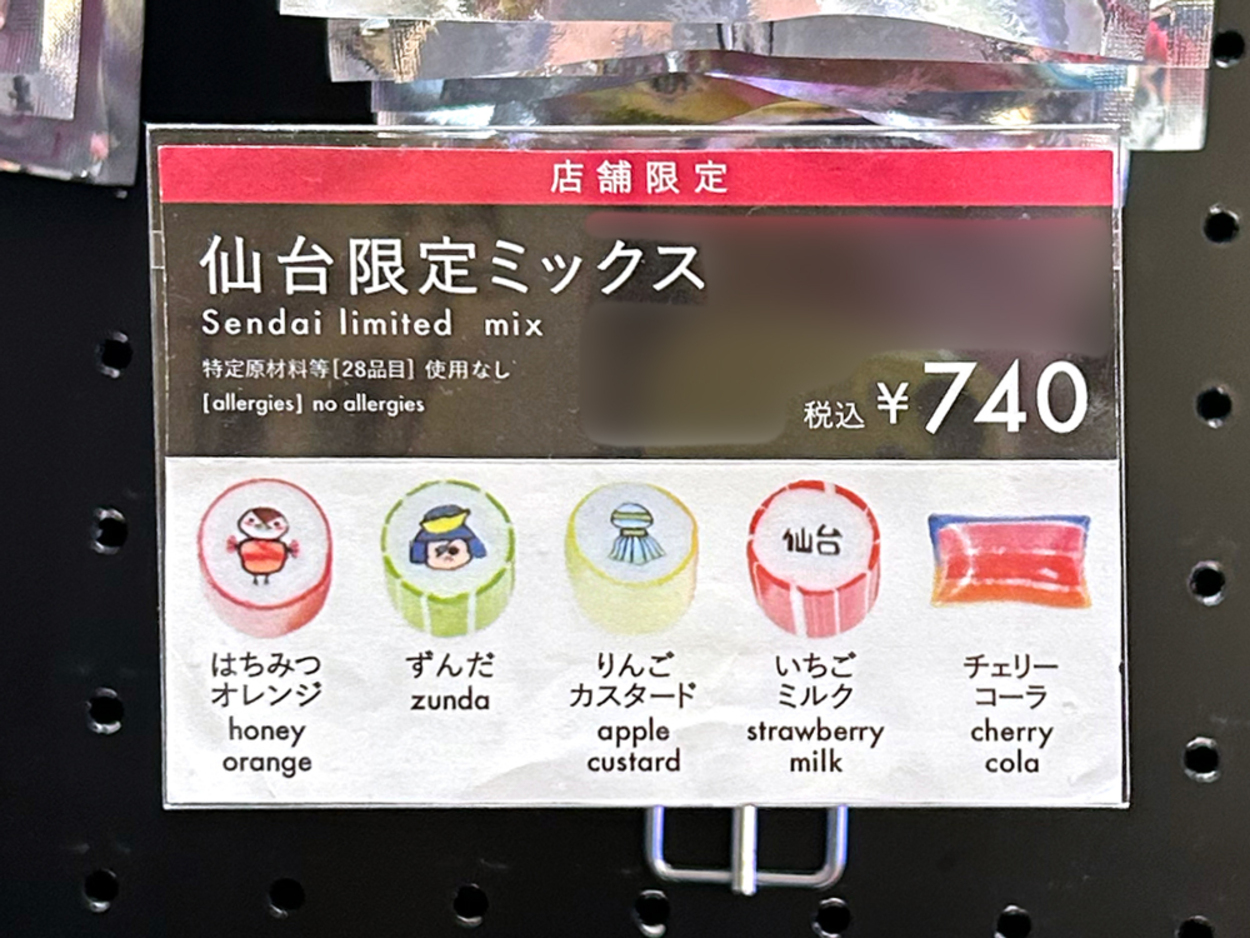 店舗限定
仙台限定ミックス
Sendai limited mix
特定原材料等[28品目] 使用なし
[allergies] no allergies
税込 ¥740
仙台
はちみつ
オレンジ
honey
orange
ずんだ
zunda
りんご
カスタード
apple
custard
いちご
ミルク
strawberry
milk
チェリー
コーラ
cherry
cola